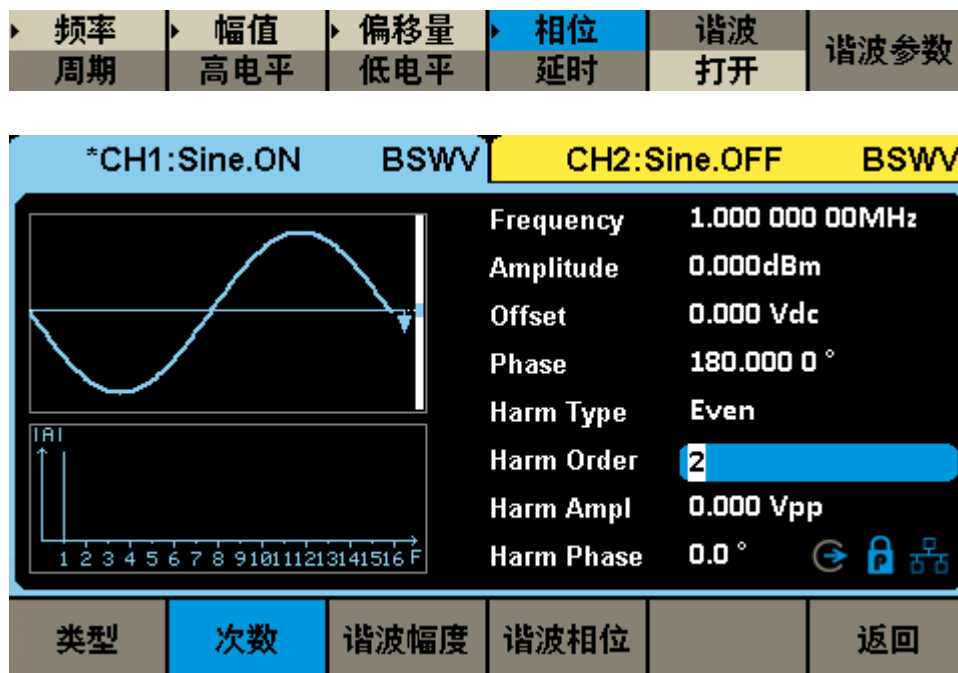 频率 幅值 偏移量 相位 谐波 谐波参数
周期 高电平 低电平 延时 打开
*CH1:Sine.ON BSWV CH2:Sine.OFF BSWV
Frequency 1.000 000 00MHz
Amplitude 0.000dBm
Offset 0.000 Vdc
Phase 180.000 0 °
Harm Type Even
Harm Order 2
Harm Ampl 0.000 Vpp
Harm Phase 0.0 °
|A|
1 2 3 4 5 6 7 8 9 10 11 12 13 14 15 16 F
P
类型 次数 谐波幅度 谐波相位 返回